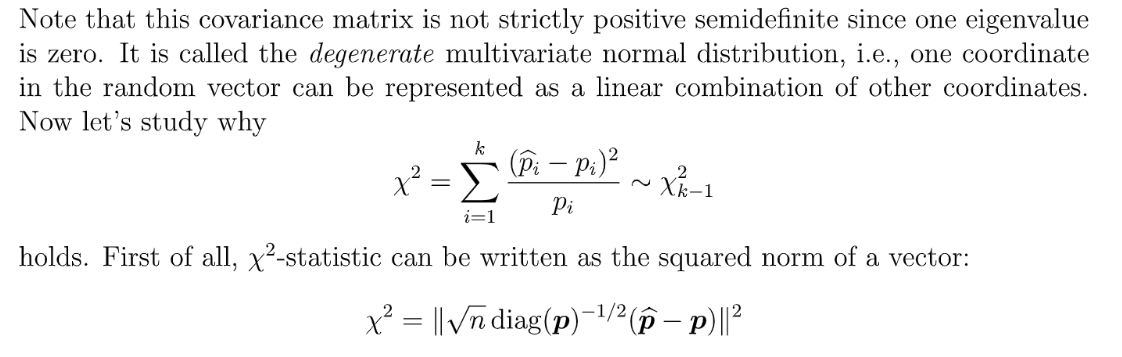 Note that this covariance matrix is not strictly positive semidefinite since one eigenvalue
is zero. It is called the degenerate multivariate normal distribution, i.e., one coordinate
in the random vector can be represented as a linear combination of other coordinates.
Now let's study why
χ² = ∑_{i=1}^{k} (p̂_i − p_i)² / p_i ∼ χ²_{k−1}
holds. First of all, χ²-statistic can be written as the squared norm of a vector:
χ² = ‖√n diag(p)^{−1/2}(p̂ − p)‖²